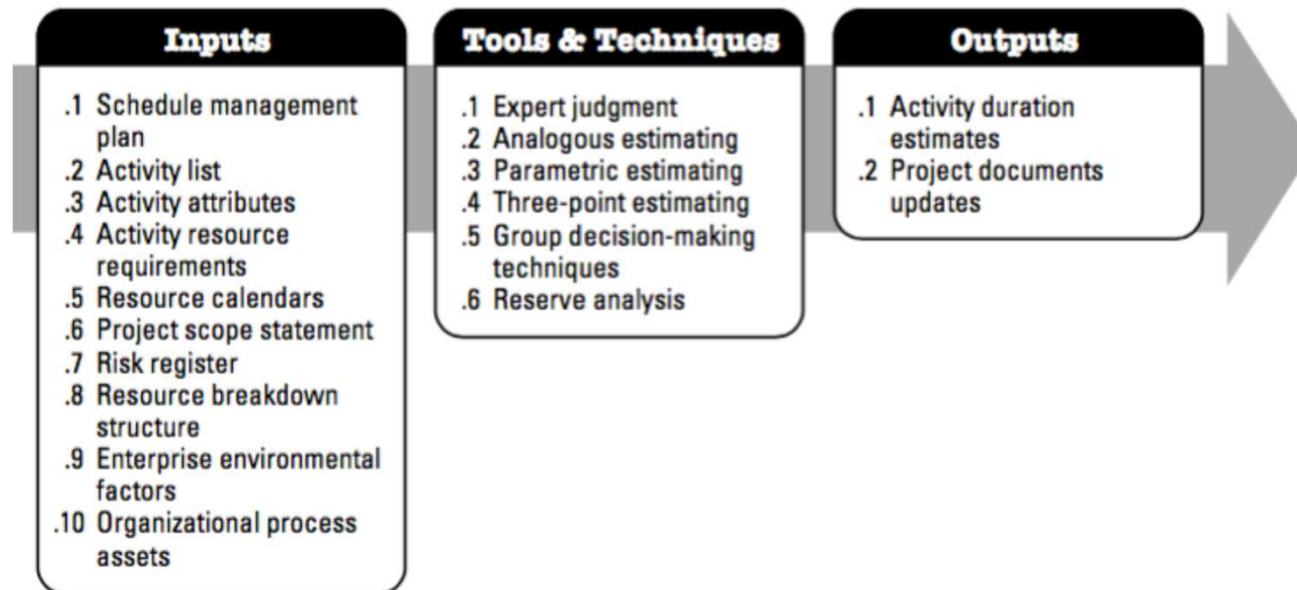 Inputs
.1 Schedule management
plan
.2 Activity list
.3 Activity attributes
.4 Activity resource
requirements
.5 Resource calendars
.6 Project scope statement
.7 Risk register
.8 Resource breakdown
structure
.9 Enterprise environmental
factors
.10 Organizational process
assets
Tools & Techniques
.1 Expert judgment
.2 Analogous estimating
.3 Parametric estimating
.4 Three-point estimating
.5 Group decision-making
techniques
.6 Reserve analysis
Outputs
.1 Activity duration
estimates
.2 Project documents
updates